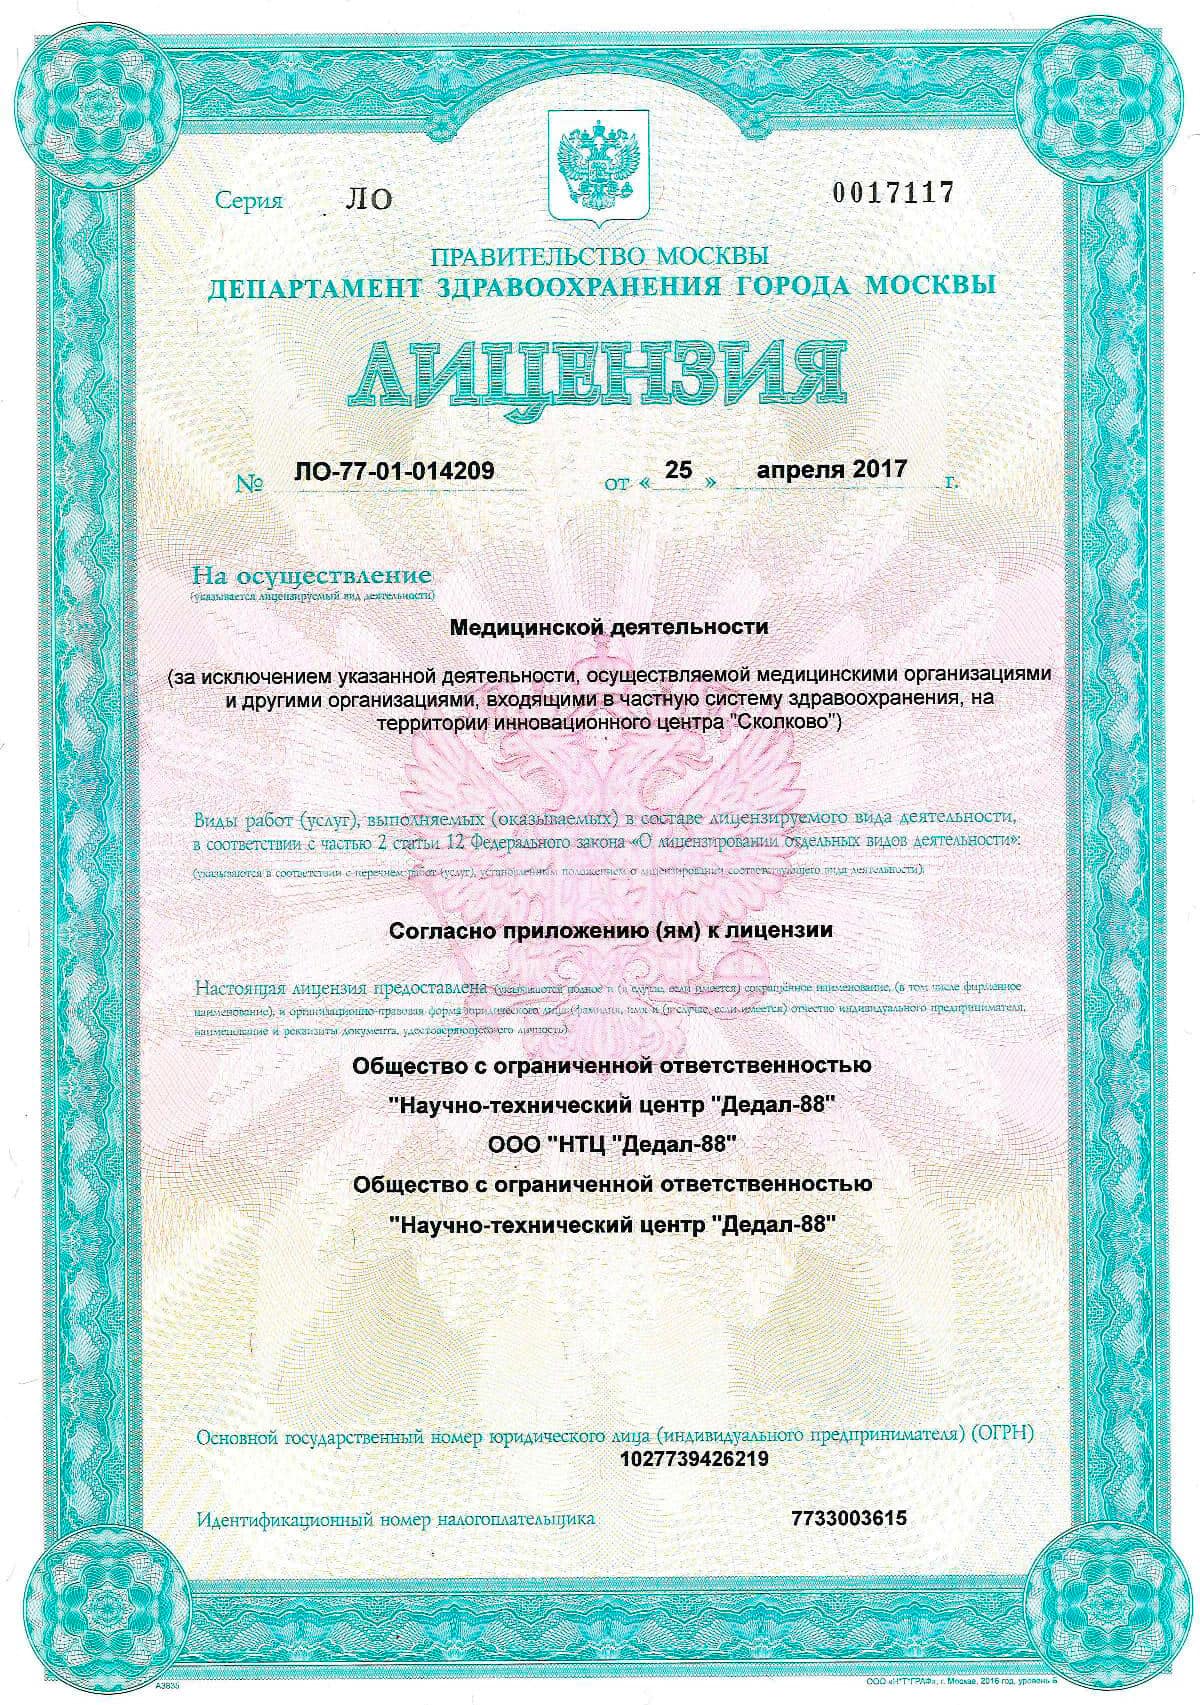 Серия ЛО 0017117
ПРАВИТЕЛЬСТВО МОСКВЫ
ДЕПАРТАМЕНТ ЗДРАВООХРАНЕНИЯ ГОРОДА МОСКВЫ
ЛИЦЕНЗИЯ
№ ЛО-77-01-014209 от « 25 » апреля 2017 г.
На осуществление
(указывается лицензируемый вид деятельности)
Медицинской деятельности
(за исключением указанной деятельности, осуществляемой медицинскими организациями
и другими организациями, входящими в частную систему здравоохранения, на
территории инновационного центра "Сколково")
Виды работ (услуг), выполняемых (оказываемых) в составе лицензируемого вида деятельности,
в соответствии с частью 2 статьи 12 Федерального закона «О лицензировании отдельных видов деятельности»:
(указываются в соответствии с перечнем работ (услуг), установленным положением о лицензировании соответствующего вида деятельности)
Согласно приложению (ям) к лицензии
Настоящая лицензия предоставлена (указываются полное и (в случае, если имеется) сокращённое наименование, (в том числе фирменное
наименование), и организационно-правовая форма юридического лица (фамилия, имя и (в случае, если имеется) отчество индивидуального предпринимателя,
наименование и реквизиты документа, удостоверяющего его личность)
Общество с ограниченной ответственностью
"Научно-технический центр "Дедал-88"
ООО "НТЦ "Дедал-88"
Общество с ограниченной ответственностью
"Научно-технический центр "Дедал-88"
Основной государственный номер юридического лица (индивидуального предпринимателя) (ОГРН)
1027739426219
Идентификационный номер налогоплательщика 7733003615
А3835 ООО «Н*Т*ГРАФ», г. Москва, 2016 год, уровень Б